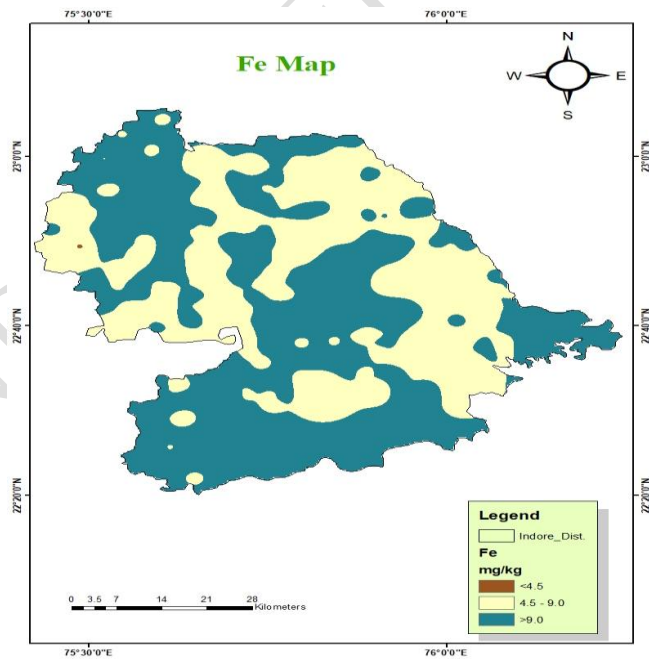 75°30'0"E 76°0'0"E
Fe Map
N
W E
S
23°0'0"N 23°0'0"N
22°40'0"N 22°40'0"N
22°20'0"N 22°20'0"N
Legend
Indore_Dist.
Fe
mg/kg
<4.5
4.5 - 9.0
>9.0
0 3.5 7 14 21 28
Kilometers
75°30'0"E 76°0'0"E